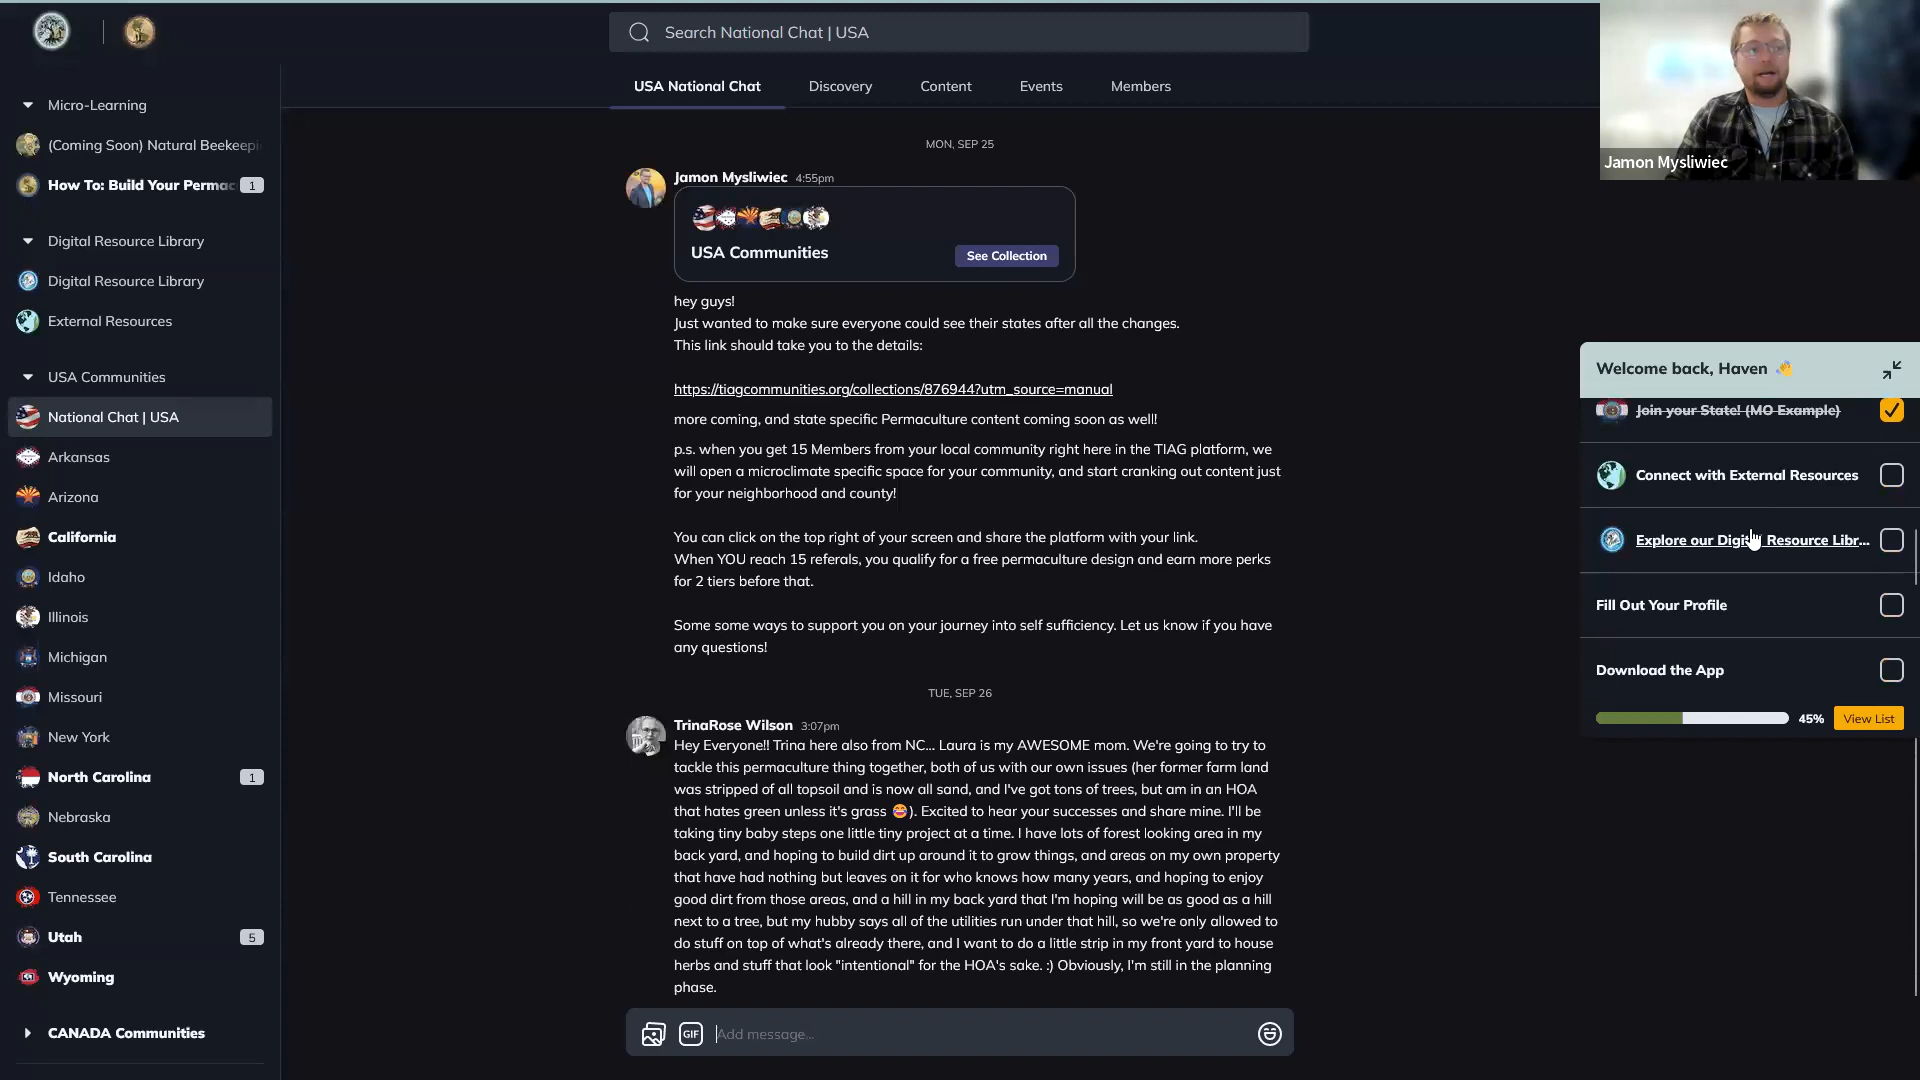 Search National Chat | USA
USA National Chat
Discovery
Content
Events
Members
Jamon Mysliwiec
Micro-Learning
(Coming Soon) Natural Beekeepi
How To: Build Your Permac 1
Digital Resource Library
Digital Resource Library
External Resources
USA Communities
National Chat | USA
Arkansas
Arizona
California
Idaho
Illinois
Michigan
Missouri
New York
North Carolina 1
Nebraska
South Carolina
Tennessee
Utah 5
Wyoming
CANADA Communities
MON, SEP 25
Jamon Mysliwiec 4:55pm
USA Communities
See Collection
hey guys!
Just wanted to make sure everyone could see their states after all the changes.
This link should take you to the details:
https://tiagcommunities.org/collections/876944?utm_source=manual
more coming, and state specific Permaculture content coming soon as well!
p.s. when you get 15 Members from your local community right here in the TIAG platform, we
will open a microclimate specific space for your community, and start cranking out content just
for your neighborhood and county!
You can click on the top right of your screen and share the platform with your link.
When YOU reach 15 referals, you qualify for a free permaculture design and earn more perks
for 2 tiers before that.
Some some ways to support you on your journey into self sufficiency. Let us know if you have
any questions!
TUE, SEP 26
TrinaRose Wilson 3:07pm
Hey Everyone!! Trina here also from NC... Laura is my AWESOME mom. We're going to try to
tackle this permaculture thing together, both of us with our own issues (her former farm land
was stripped of all topsoil and is now all sand, and I've got tons of trees, but am in an HOA
that hates green unless it's grass 😂). Excited to hear your successes and share mine. I'll be
taking tiny baby steps one little tiny project at a time. I have lots of forest looking area in my
back yard, and hoping to build dirt up around it to grow things, and areas on my own property
that have had nothing but leaves on it for who knows how many years, and hoping to enjoy
good dirt from those areas, and a hill in my back yard that I'm hoping will be as good as a hill
next to a tree, but my hubby says all of the utilities run under that hill, so we're only allowed to
do stuff on top of what's already there, and I want to do a little strip in my front yard to house
herbs and stuff that look "intentional" for the HOA's sake. :) Obviously, I'm still in the planning
phase.
GIF
Add message...
Welcome back, Haven 👋
Join your State! (MO Example)
Connect with External Resources
Explore our Digital Resource Libr...
Fill Out Your Profile
Download the App
45%
View List